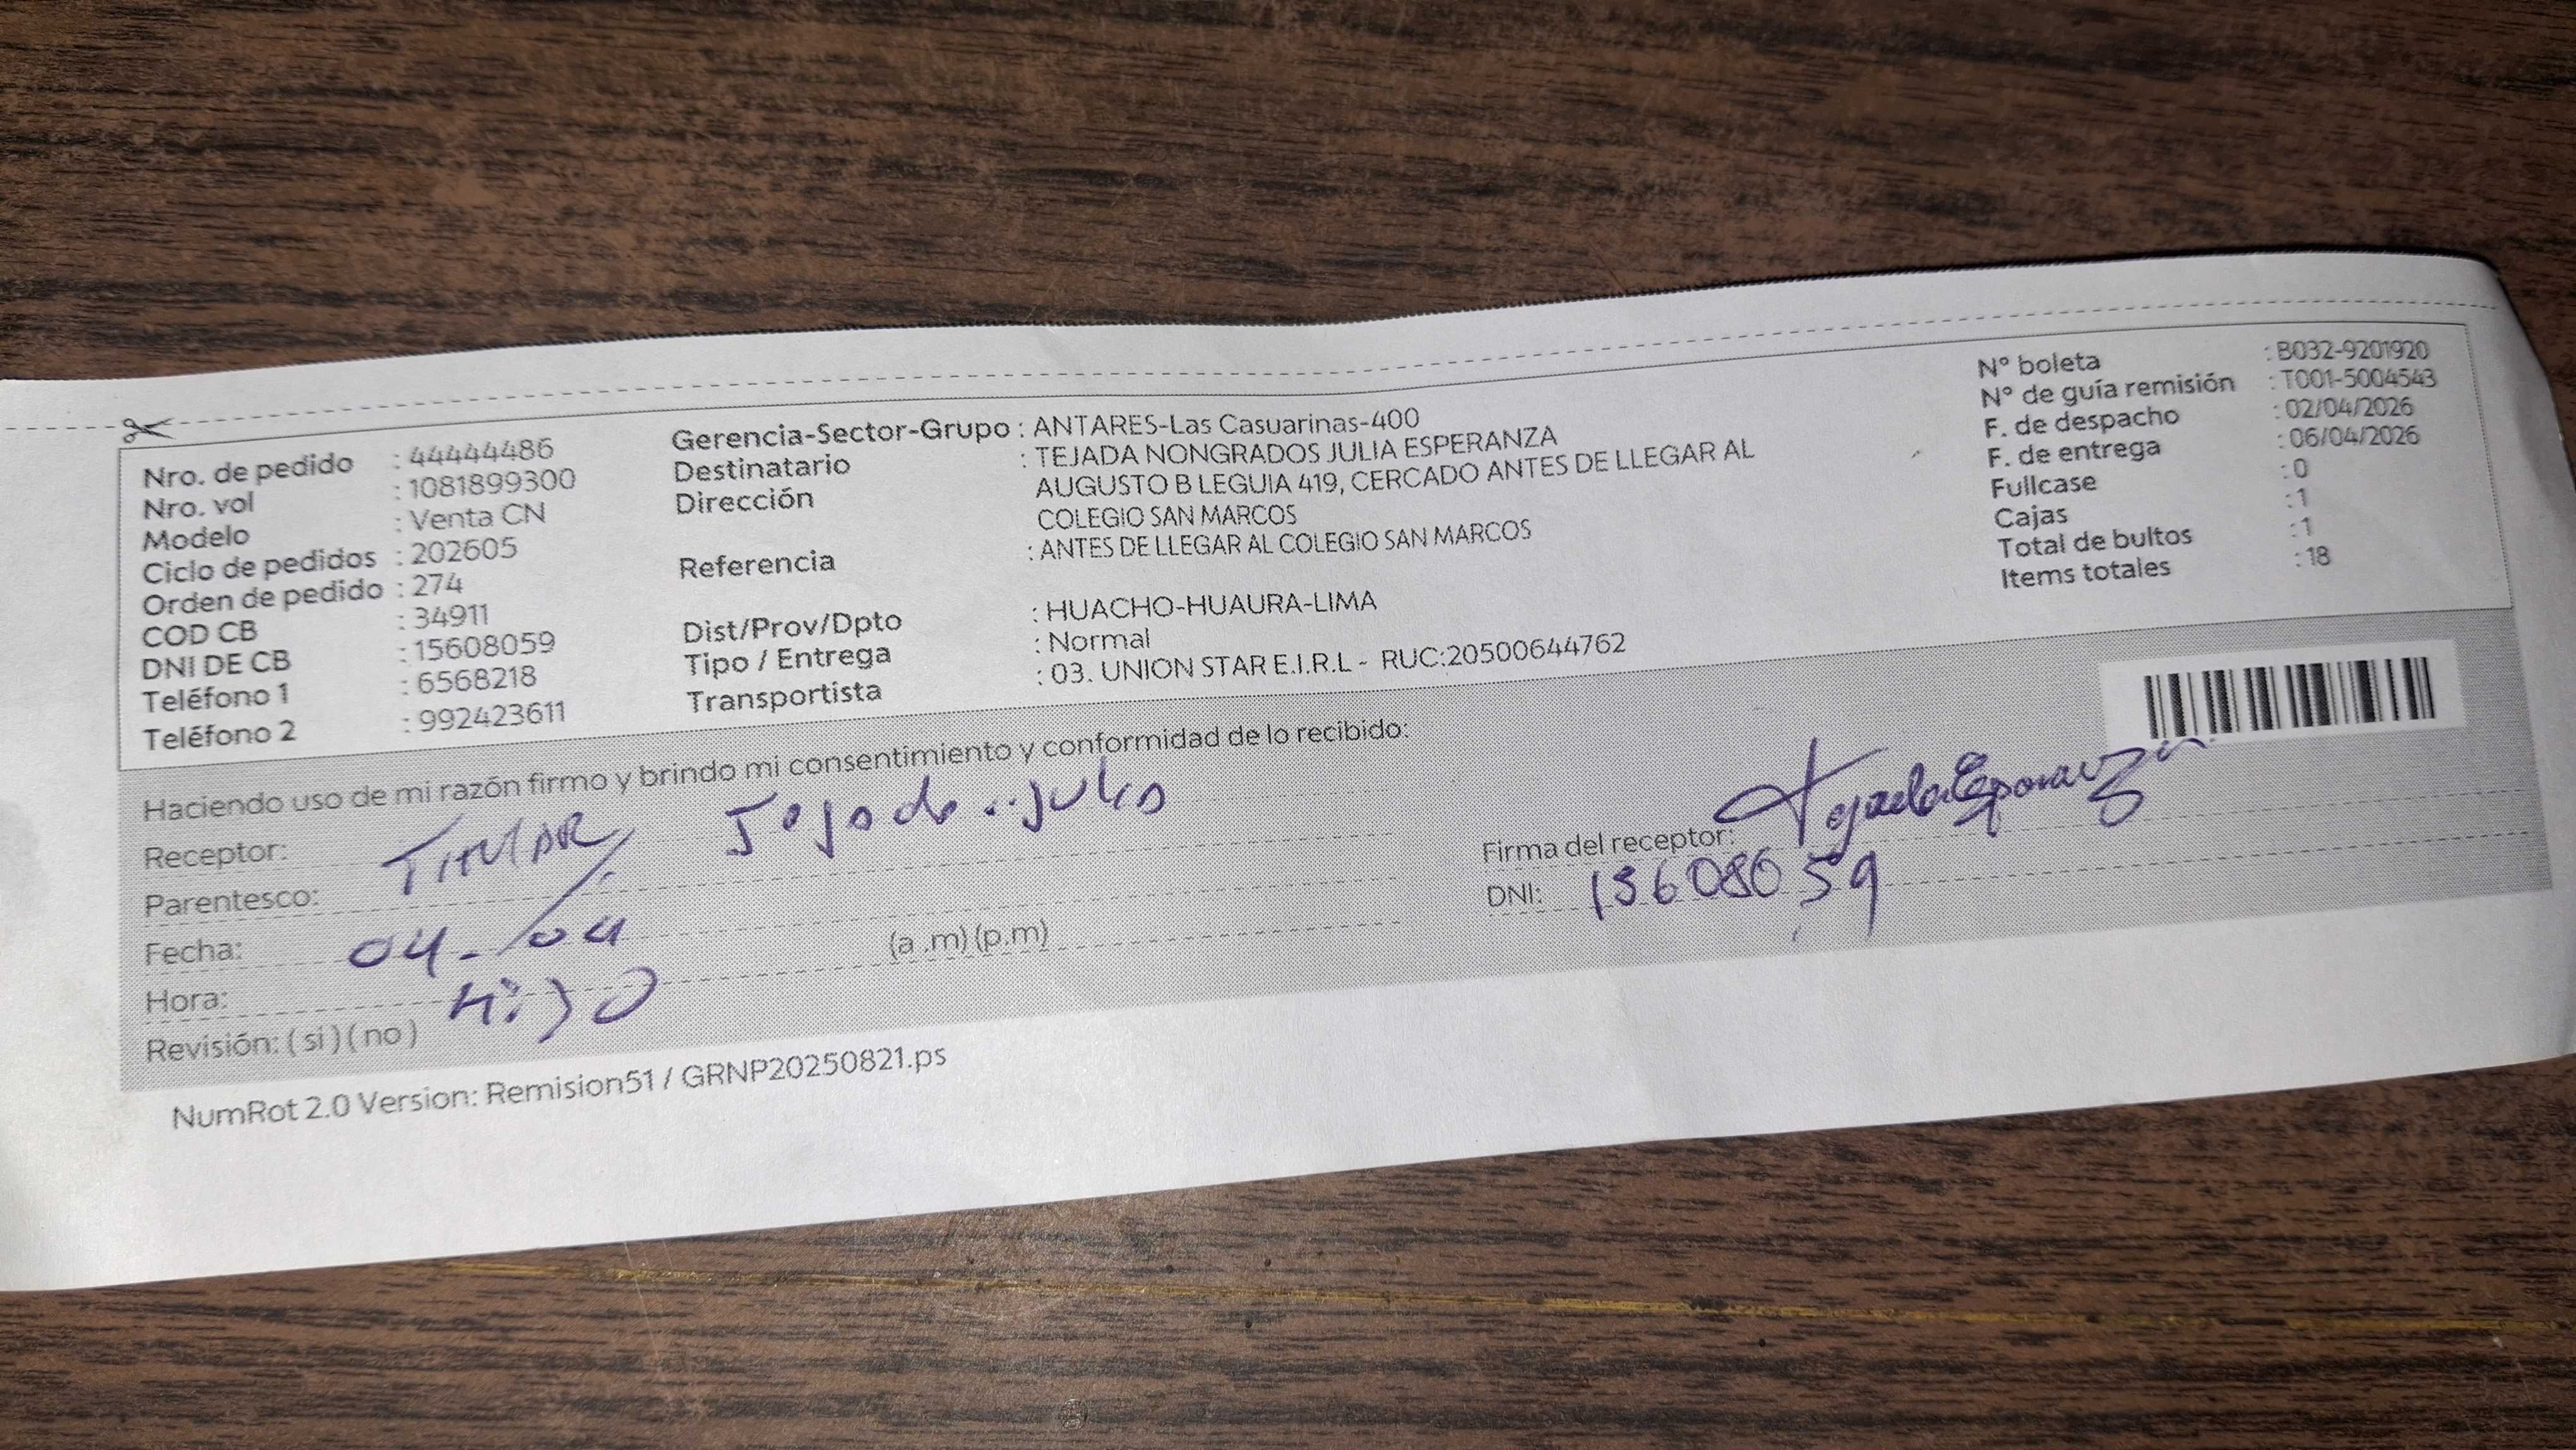 Nro. de pedido : 44444486
Nro. vol : 1081899300
Modelo : Venta CN
Ciclo de pedidos : 202605
Orden de pedido : 274
COD CB : 34911
DNI DE CB : 15608059
Teléfono 1 : 6568218
Teléfono 2 : 992423611
Gerencia-Sector-Grupo : ANTARES-Las Casuarinas-400
Destinatario : TEJADA NONGRADOS JULIA ESPERANZA
Dirección : AUGUSTO B LEGUIA 419, CERCADO ANTES DE LLEGAR AL
COLEGIO SAN MARCOS
Referencia : ANTES DE LLEGAR AL COLEGIO SAN MARCOS
Dist/Prov/Dpto : HUACHO-HUAURA-LIMA
Tipo / Entrega : Normal
Transportista : 03. UNION STAR E.I.R.L - RUC:20500644762
N° boleta : B032-9201920
N° de guía remisión : T001-5004543
F. de despacho : 02/04/2026
F. de entrega : 06/04/2026
Fullcase : 0
Cajas : 1
Total de bultos : 1
Items totales : 18
Haciendo uso de mi razón firmo y brindo mi consentimiento y conformidad de lo recibido:
Receptor: TITULAR Julia
Parentesco:
Fecha: 04-/04
Hora: (a .m) (p.m)
Revisión: ( si ) ( no )
Firma del receptor: Tejada Esperanza
DNI: 15608059
NumRot 2.0 Version: Remision51 / GRNP20250821.ps